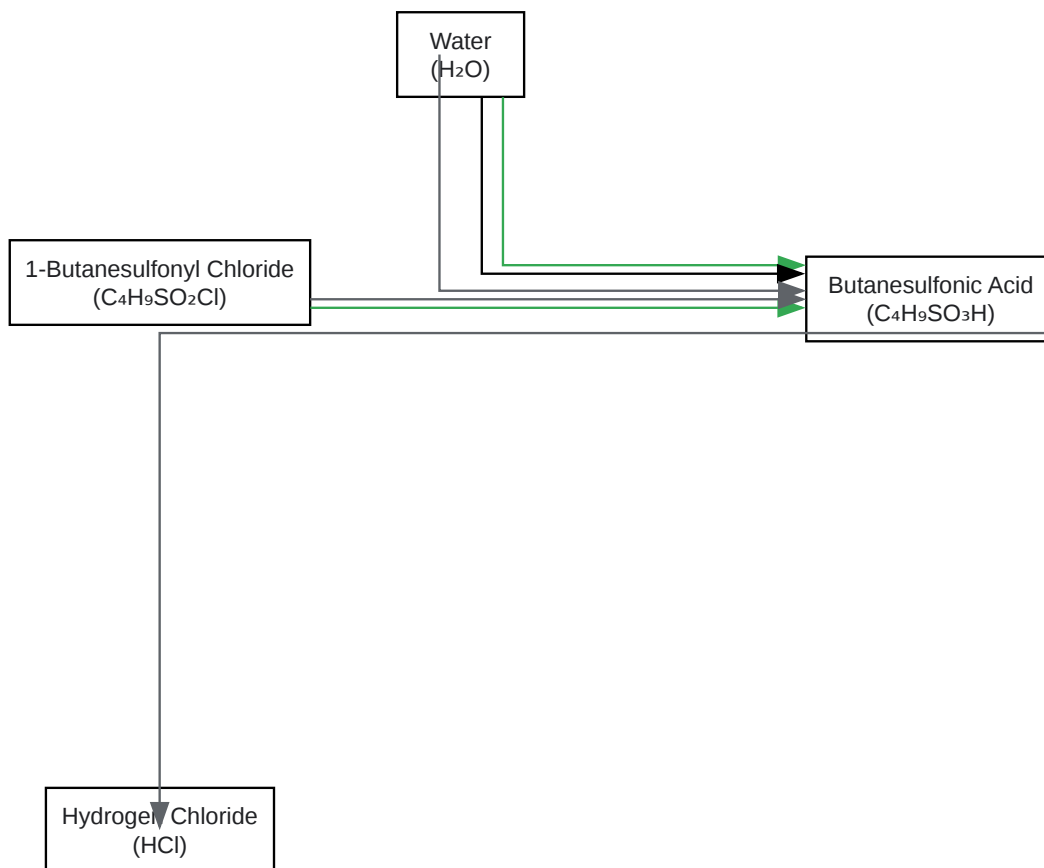 Water
(H₂O)
1-Butanesulfonyl Chloride
(C₄H₉SO₂Cl)
Butanesulfonic Acid
(C₄H₉SO₃H)
Hydrogen Chloride
(HCl)